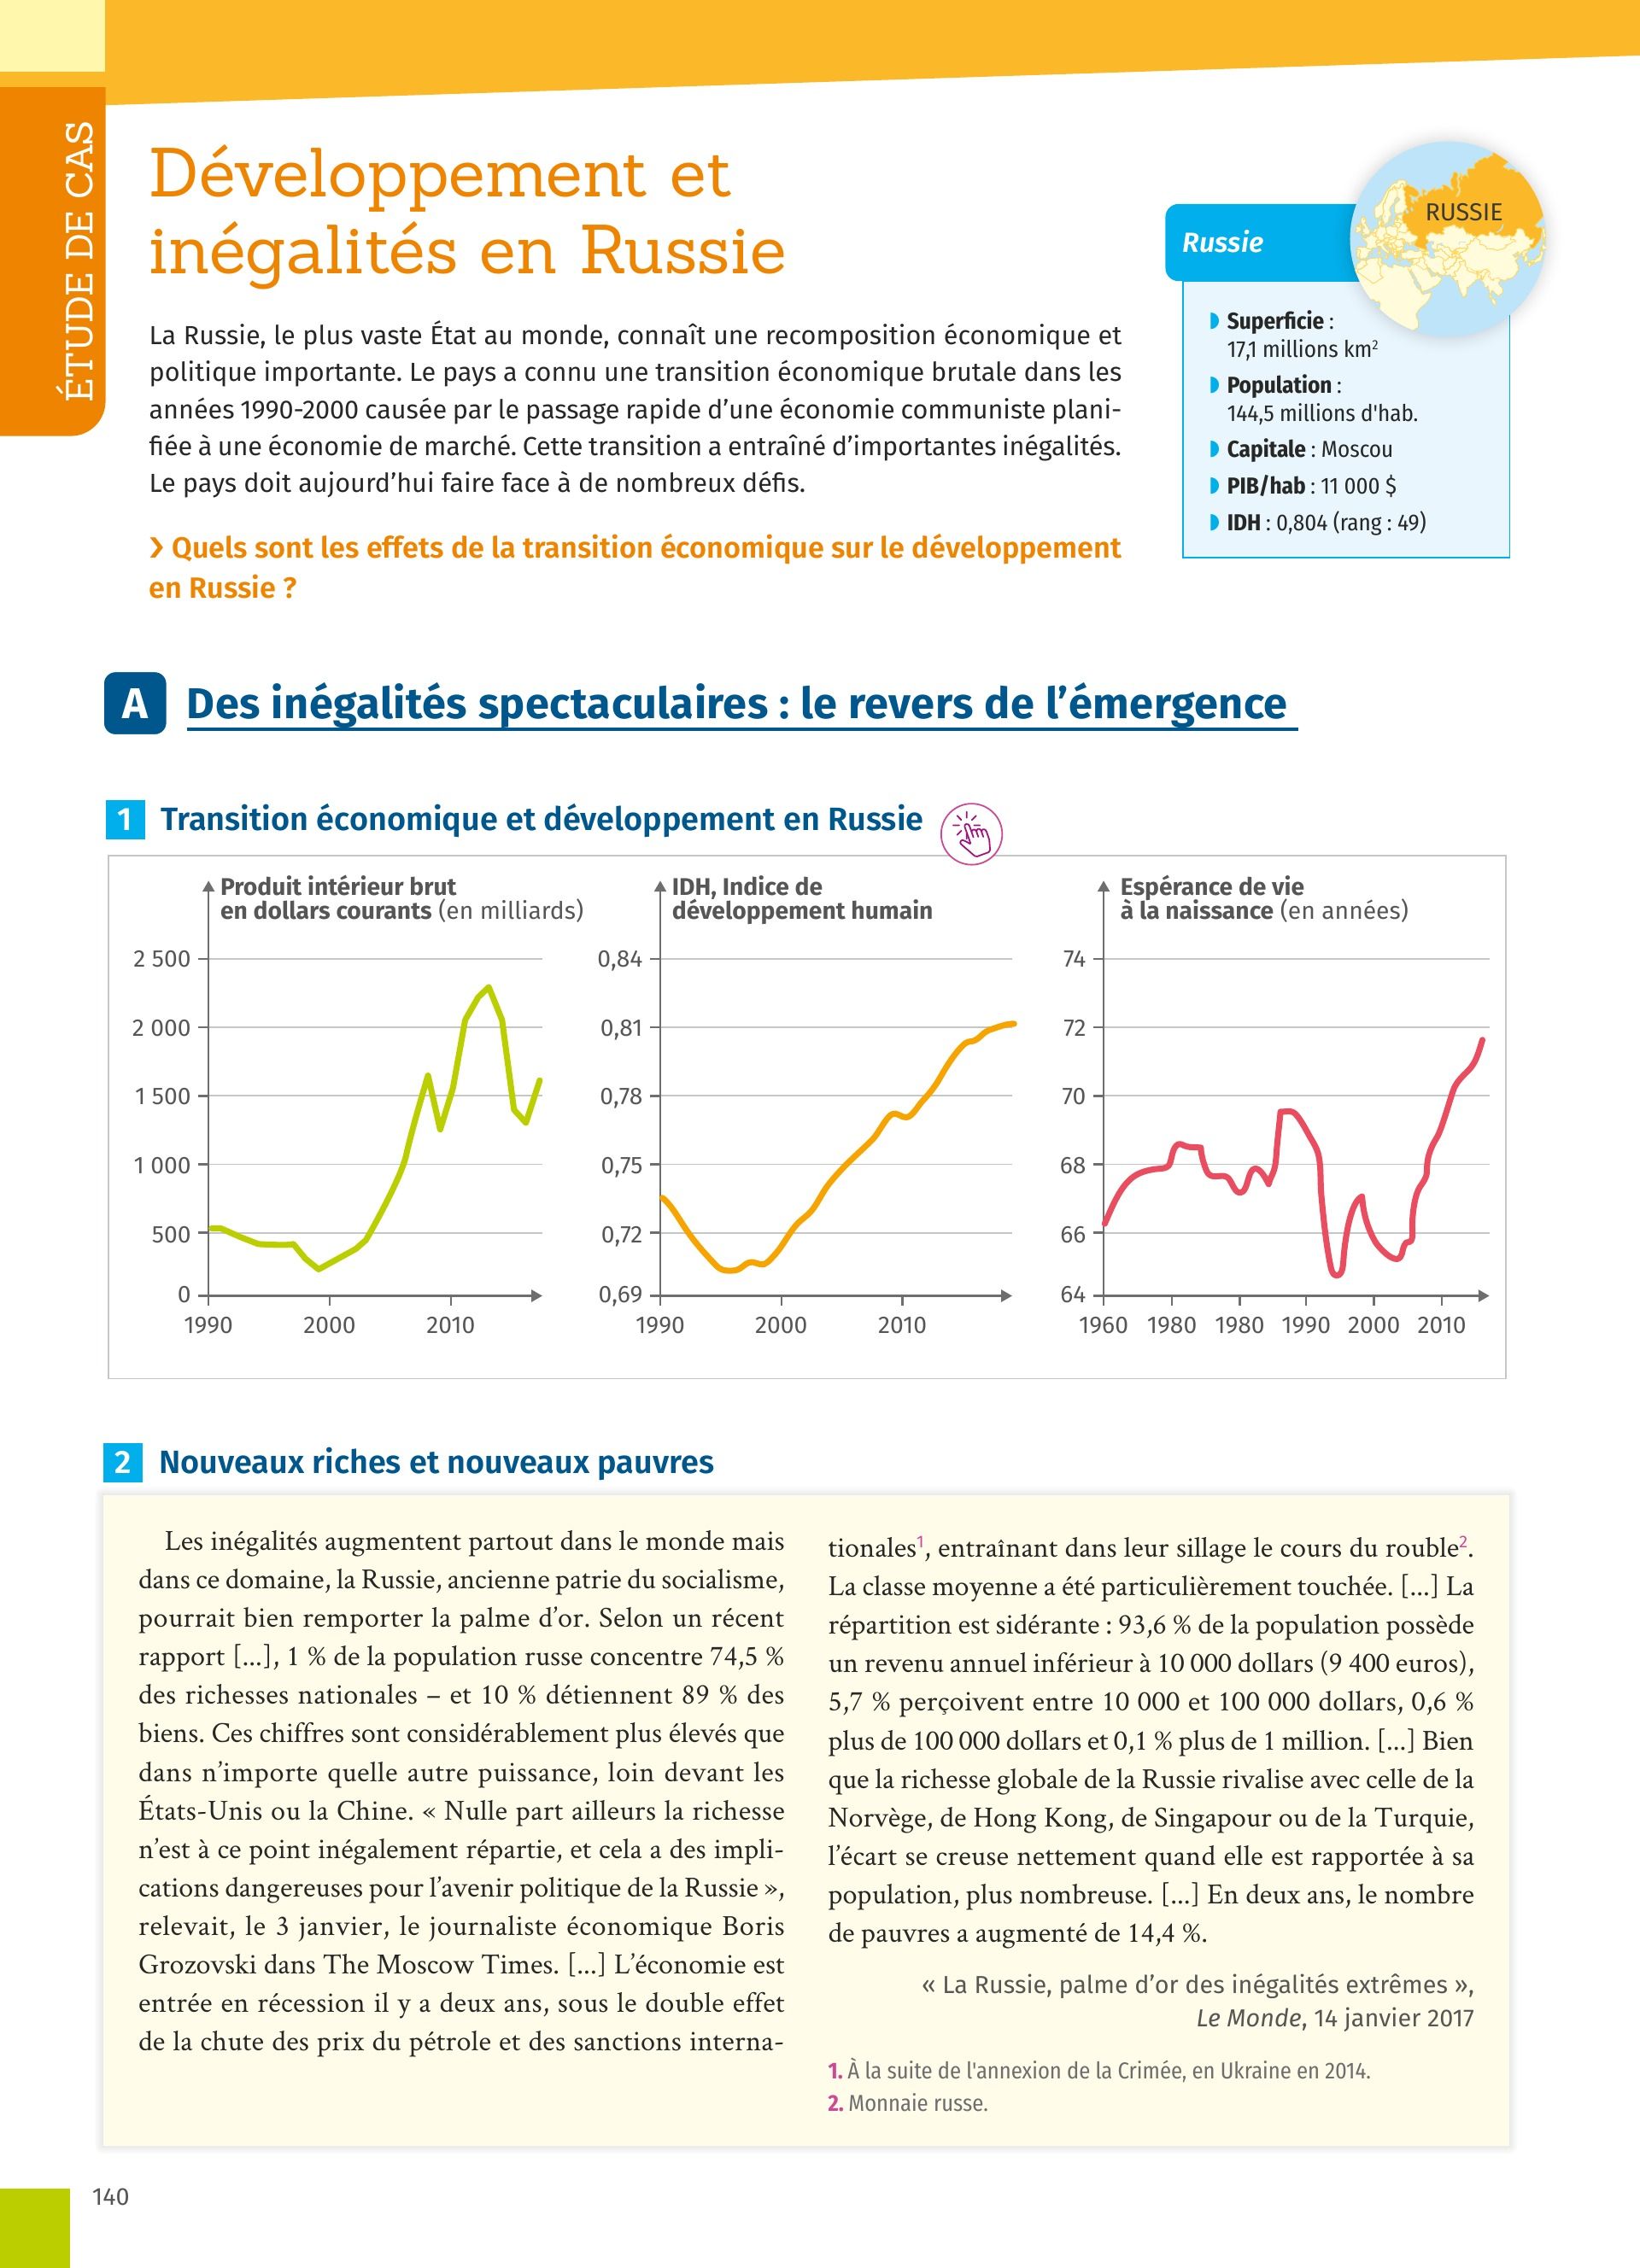 ÉTUDE DE CAS
Développement et
inégalités en Russie
La Russie, le plus vaste État au monde, connaît une recomposition économique et
politique importante. Le pays a connu une transition économique brutale dans les
années 1990-2000 causée par le passage rapide d’une économie communiste plani-
fiée à une économie de marché. Cette transition a entraîné d’importantes inégalités.
Le pays doit aujourd’hui faire face à de nombreux défis.
❯ Quels sont les effets de la transition économique sur le développement
en Russie ?
RUSSIE
Russie
Superficie :
17,1 millions km²
Population :
144,5 millions d'hab.
Capitale : Moscou
PIB/hab : 11 000 $
IDH : 0,804 (rang : 49)
A Des inégalités spectaculaires : le revers de l’émergence
1 Transition économique et développement en Russie
Produit intérieur brut
en dollars courants (en milliards)
2 500
2 000
1 500
1 000
500
0
1990 2000 2010
IDH, Indice de
développement humain
0,84
0,81
0,78
0,75
0,72
0,69
1990 2000 2010
Espérance de vie
à la naissance (en années)
74
72
70
68
66
64
1960 1980 1980 1990 2000 2010
2 Nouveaux riches et nouveaux pauvres
Les inégalités augmentent partout dans le monde mais
dans ce domaine, la Russie, ancienne patrie du socialisme,
pourrait bien remporter la palme d’or. Selon un récent
rapport [...], 1 % de la population russe concentre 74,5 %
des richesses nationales – et 10 % détiennent 89 % des
biens. Ces chiffres sont considérablement plus élevés que
dans n’importe quelle autre puissance, loin devant les
États-Unis ou la Chine. « Nulle part ailleurs la richesse
n’est à ce point inégalement répartie, et cela a des impli-
cations dangereuses pour l’avenir politique de la Russie »,
relevait, le 3 janvier, le journaliste économique Boris
Grozovski dans The Moscow Times. [...] L’économie est
entrée en récession il y a deux ans, sous le double effet
de la chute des prix du pétrole et des sanctions interna-
tionales¹, entraînant dans leur sillage le cours du rouble².
La classe moyenne a été particulièrement touchée. [...] La
répartition est sidérante : 93,6 % de la population possède
un revenu annuel inférieur à 10 000 dollars (9 400 euros),
5,7 % perçoivent entre 10 000 et 100 000 dollars, 0,6 %
plus de 100 000 dollars et 0,1 % plus de 1 million. [...] Bien
que la richesse globale de la Russie rivalise avec celle de la
Norvège, de Hong Kong, de Singapour ou de la Turquie,
l’écart se creuse nettement quand elle est rapportée à sa
population, plus nombreuse. [...] En deux ans, le nombre
de pauvres a augmenté de 14,4 %.
« La Russie, palme d’or des inégalités extrêmes »,
Le Monde, 14 janvier 2017
1. À la suite de l'annexion de la Crimée, en Ukraine en 2014.
2. Monnaie russe.
140